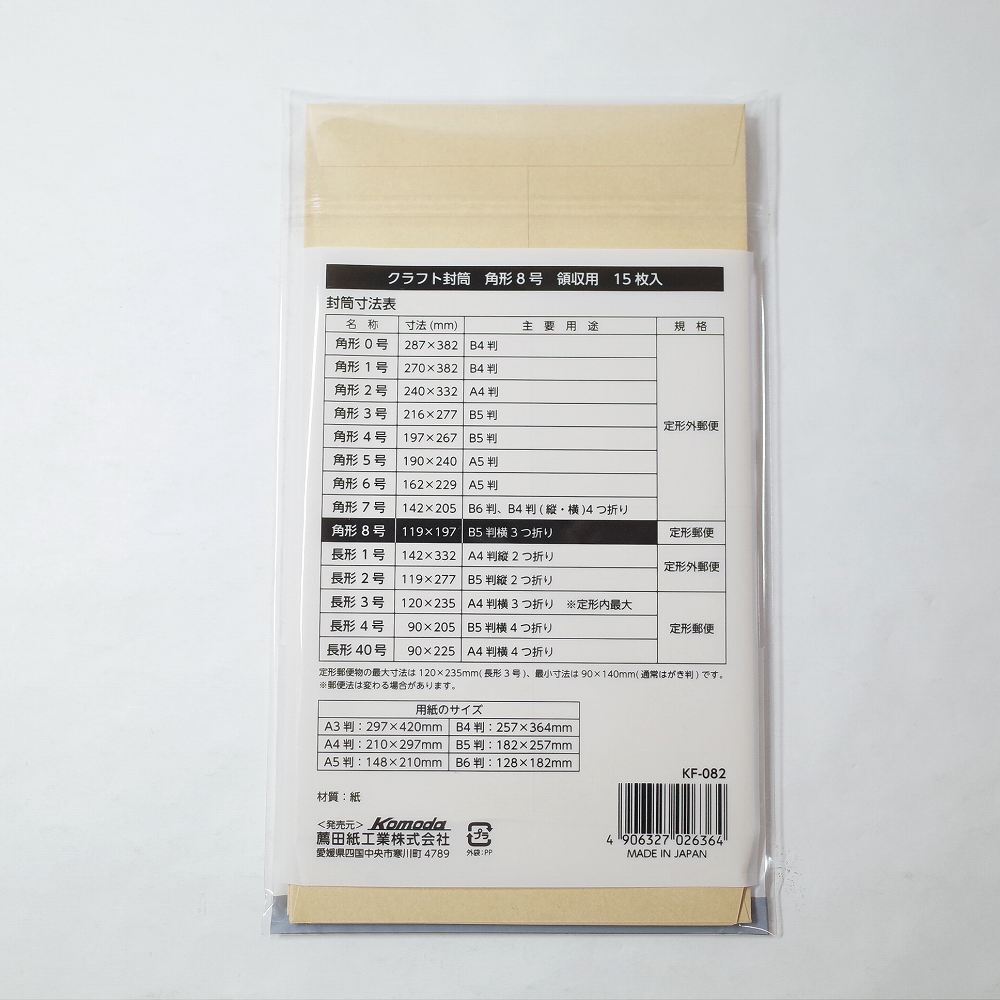 クラフト封筒 角形8号 領収用 15枚入
封筒寸法表
名 称 寸法(mm) 主 要 用 途 規 格
角形 0号 287×382 B4判
角形 1号 270×382 B4判
角形 2号 240×332 A4判
角形 3号 216×277 B5判
定形外郵便
角形 4号 197×267 B5判
角形 5号 190×240 A5判
角形 6号 162×229 A5判
角形 7号 142×205 B6判、B4判(縦・横)4つ折り
角形 8号 119×197 B5判横3つ折り 定形郵便
長形 1号 142×332 A4判縦2つ折り
定形外郵便
長形 2号 119×277 B5判縦2つ折り
長形 3号 120×235 A4判横3つ折り ※定形内最大
長形 4号 90×205 B5判横4つ折り 定形郵便
長形 40号 90×225 A4判横4つ折り
定形郵便物の最大寸法は120×235mm(長形3号)、最小寸法は90×140mm(通常はがき判)です。
※郵便法は変わる場合があります。
用紙のサイズ
A3判:297×420mm B4判:257×364mm
A4判:210×297mm B5判:182×257mm
A5判:148×210mm B6判:128×182mm
KF-082
材質:紙
<発売元> Komoda
薦田紙工業株式会社
愛媛県四国中央市寒川町4789
プラ
外袋:PP
4 906327 026364
MADE IN JAPAN